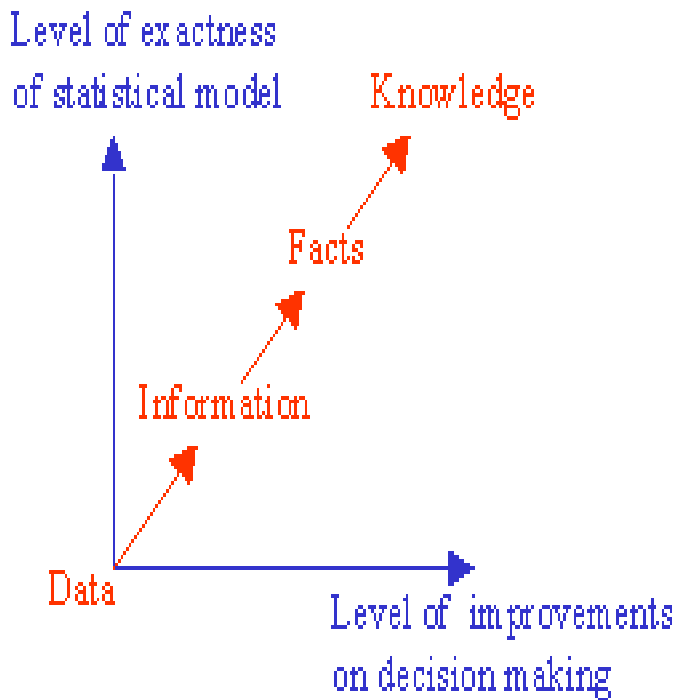 Level of exactness
of statistical model
Knowledge
Facts
Information
Data
Level of improvements
on decision making